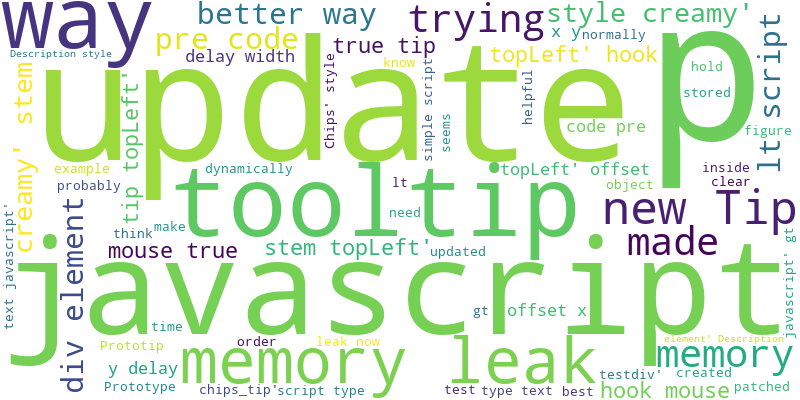 way
better way
trying
style creamy'
pre code
true tip
x y
normally
Description style
delay width
know
topLeft' hook
update
p
lt script
creamy' stem
tip topLeft'
Chips' style
simple script
seems
helpful
hold
stored
code pre
figure
example
dynamically
topLeft' offset
inside
clear
probably
lt
object
tooltip
new Tip
div element
text javascript'
think
make
need
mouse true
stem topLeft'
updated
made
javascript' gt
javascript
time
gt
offset x
Prototip
order
leak now
element' Description
memory leak
memory
y delay
testdiv'
created
Prototype
chips_tip'
script type
test
type text
best
hook mouse
patched